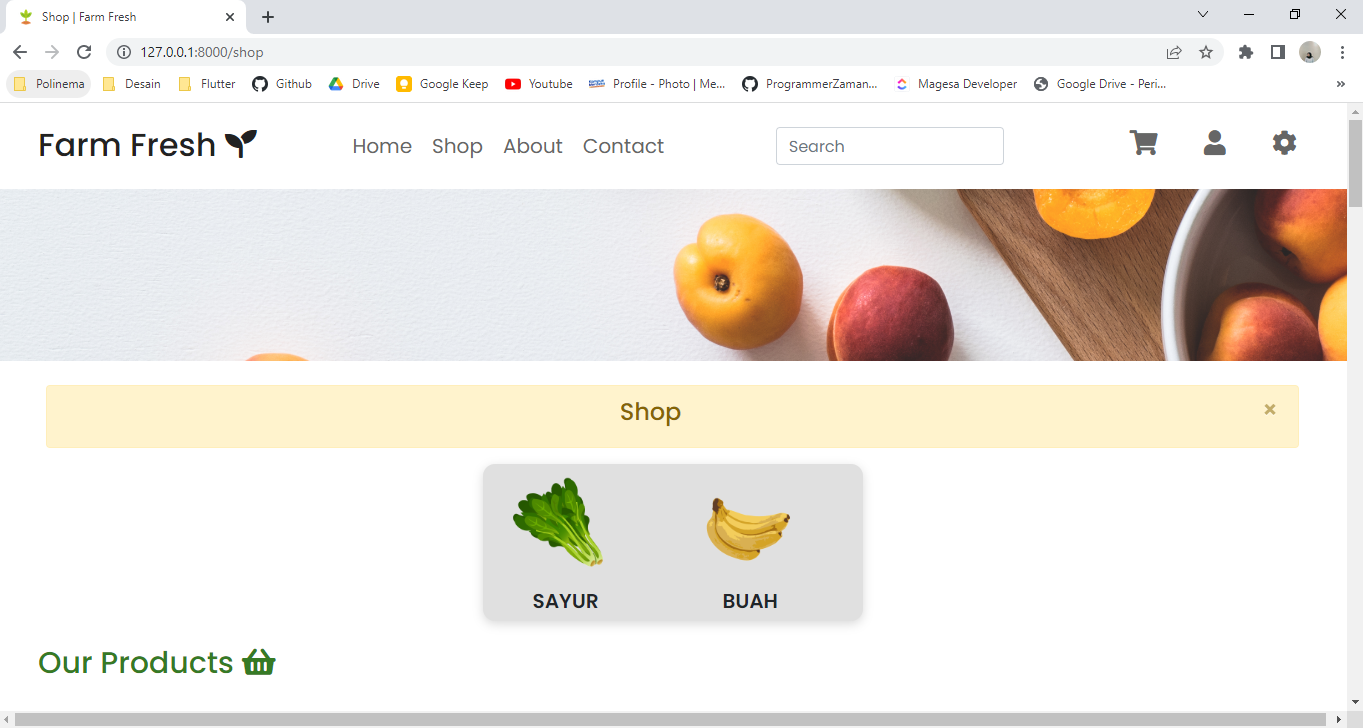 Shop | Farm Fresh
127.0.0.1:8000/shop
Polinema Desain Flutter Github Drive Google Keep Youtube Profile - Photo | Me... ProgrammerZaman... Magesa Developer Google Drive - Peri... »
Farm Fresh Home Shop About Contact Search
Shop ×
SAYUR BUAH
Our Products